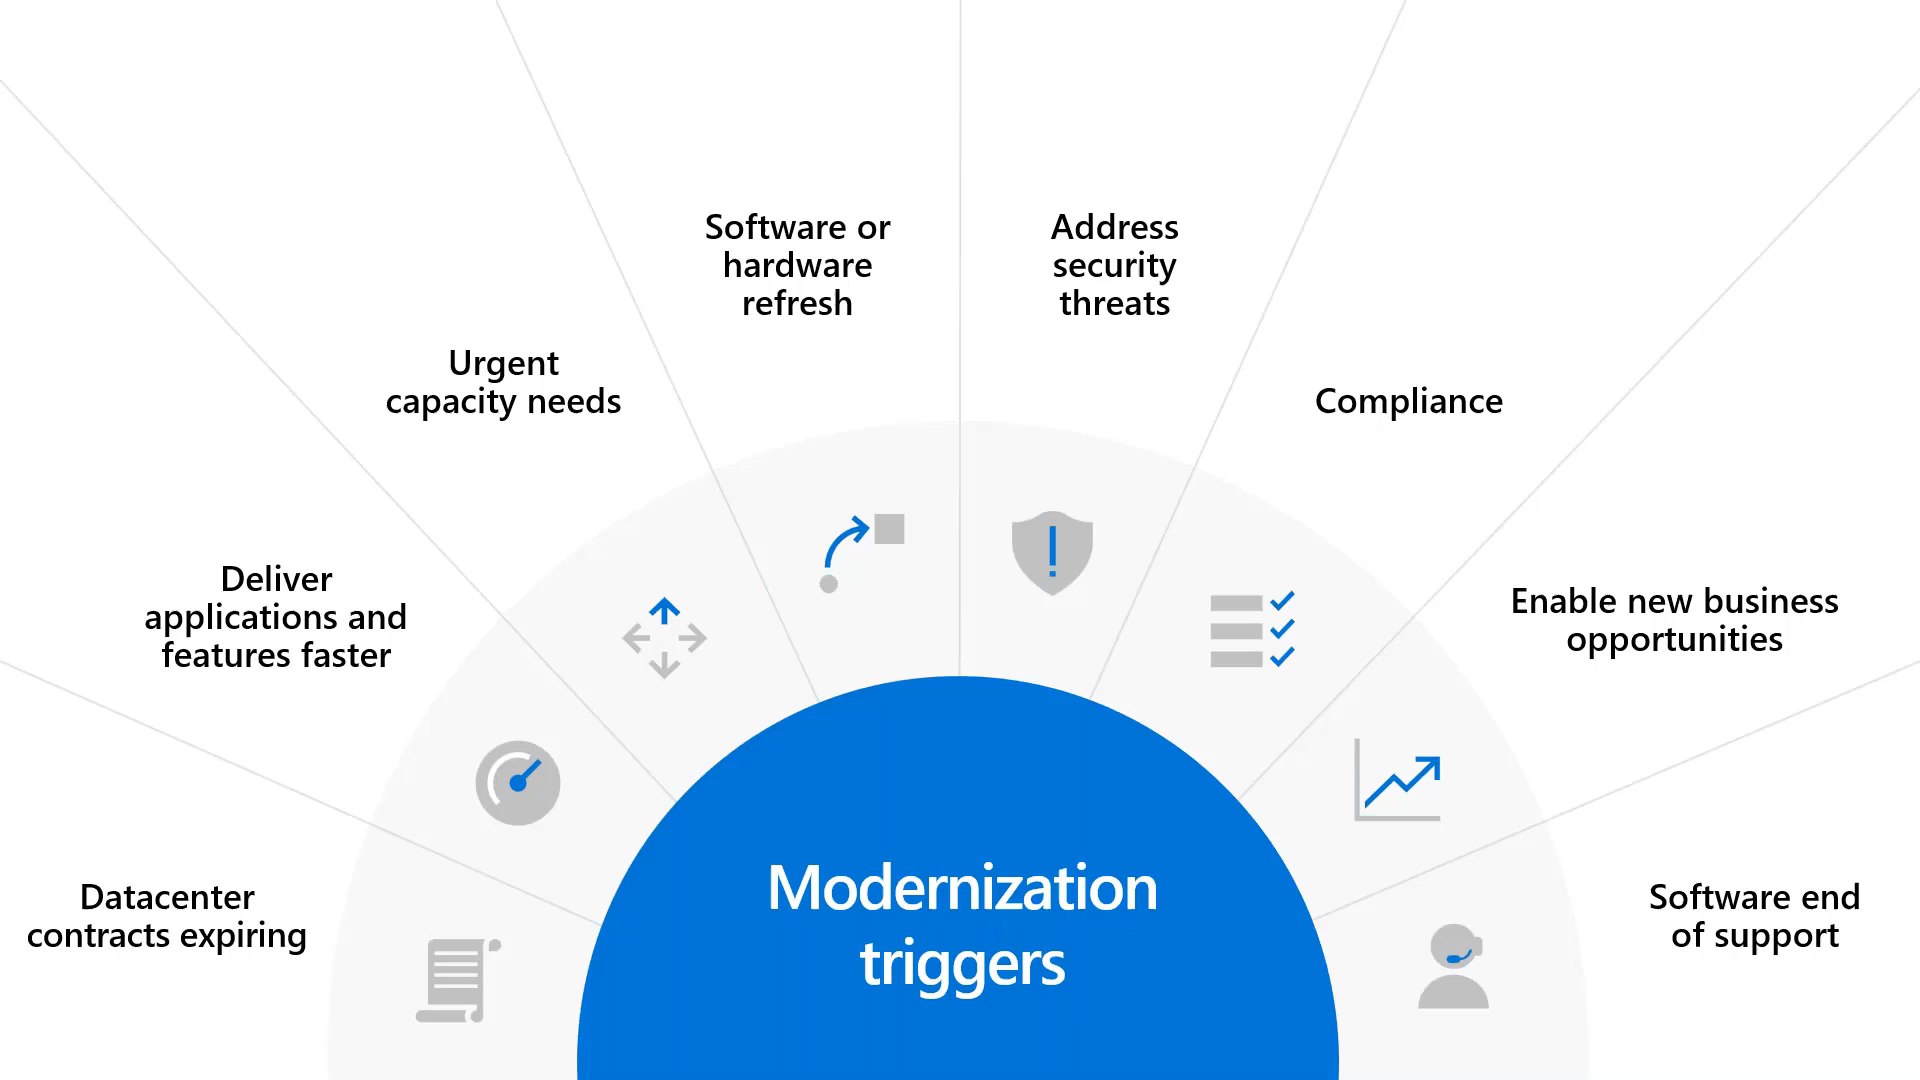 Software or
hardware
refresh
Address
security
threats
Urgent
capacity needs
Compliance
Deliver
applications and
features faster
Enable new business
opportunities
Datacenter
contracts expiring
Software end
of support
Modernization
triggers